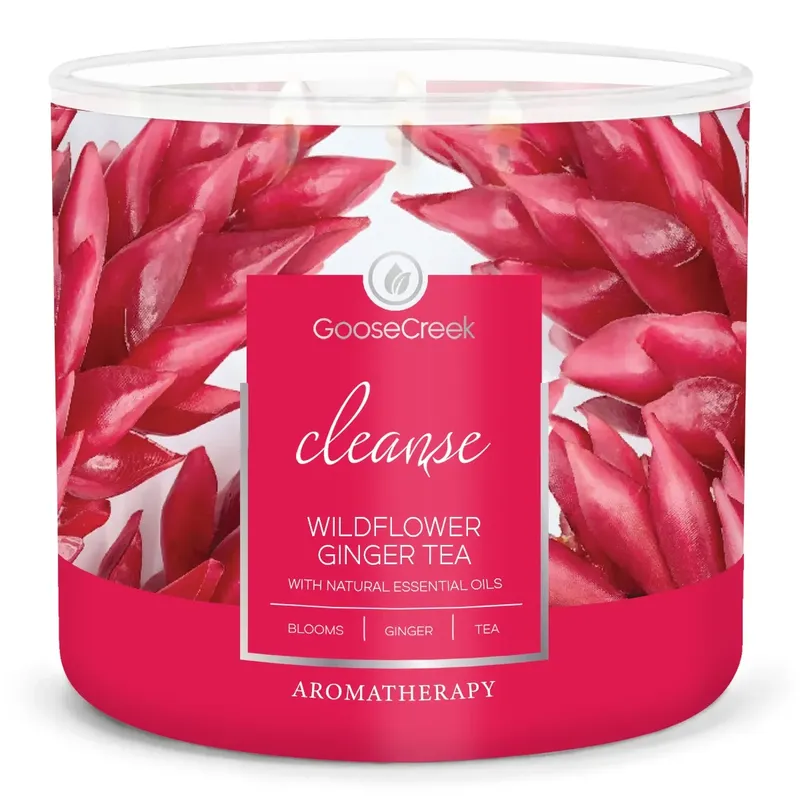 GooseCreek
cleanse
WILDFLOWER
GINGER TEA
WITH NATURAL ESSENTIAL OILS
BLOOMS | GINGER | TEA
AROMATHERAPY